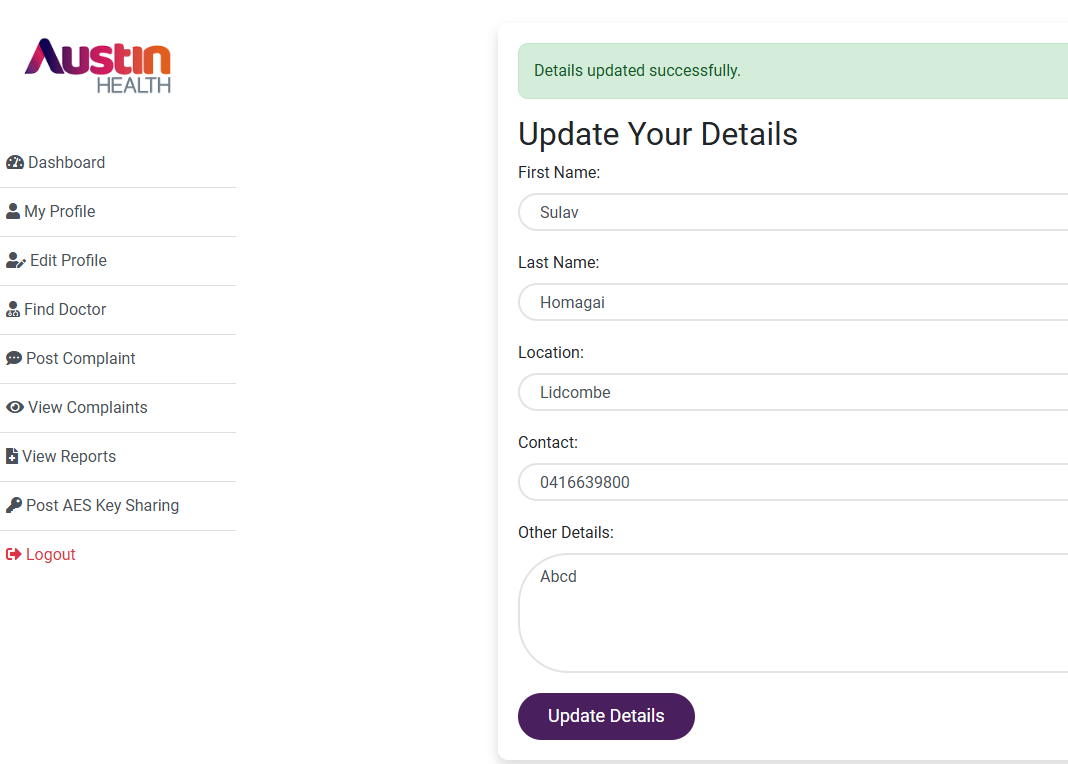 Austin
HEALTH
Dashboard
My Profile
Edit Profile
Find Doctor
Post Complaint
View Complaints
View Reports
Post AES Key Sharing
Logout
Details updated successfully.
Update Your Details
First Name:
Sulav
Last Name:
Homagai
Location:
Lidcombe
Contact:
0416639800
Other Details:
Abcd
Update Details